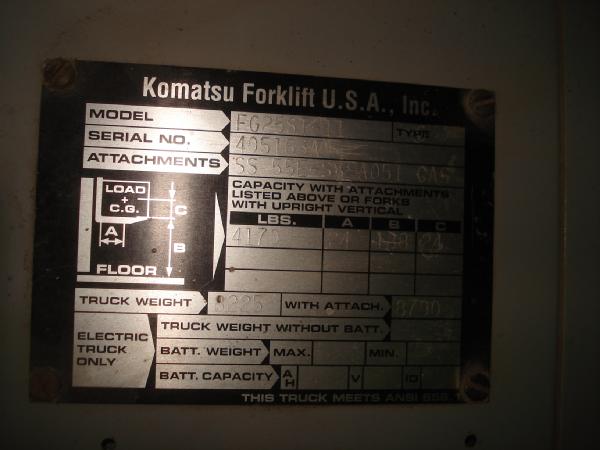 Komatsu Forklift U.S.A., Inc.
MODEL TYPE
SERIAL NO.
ATTACHMENTS
CAPACITY WITH ATTACHMENTS
LISTED ABOVE OR FORKS
WITH UPRIGHT VERTICAL
LOAD
+
C.G.
A
B
C
FLOOR
LBS. A B C
24
TRUCK WEIGHT WITH ATTACH.
ELECTRIC
TRUCK
ONLY
TRUCK WEIGHT WITHOUT BATT.
BATT. WEIGHT MAX. MIN.
BATT. CAPACITY AH V
THIS TRUCK MEETS ANSI